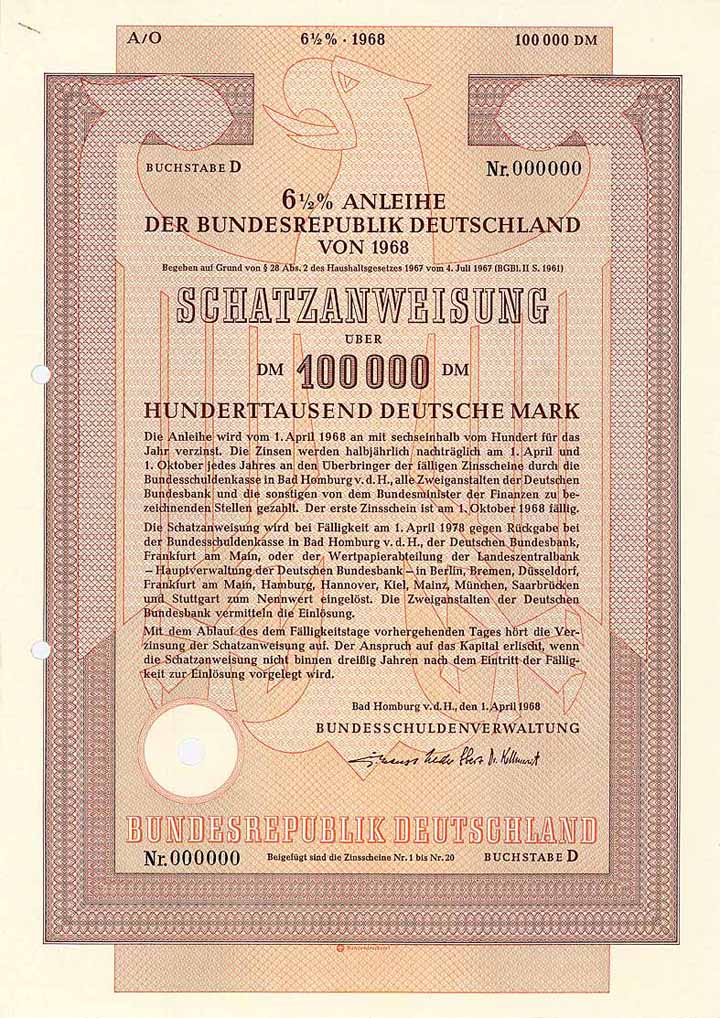 A/O 6½% · 1968 100 000 DM
BUCHSTABE D Nr. 000000
6½% ANLEIHE
DER BUNDESREPUBLIK DEUTSCHLAND
VON 1968
Begeben auf Grund von § 28 Abs. 2 des Haushaltsgesetzes 1967 vom 4. Juli 1967 (BGBl. II S. 1961)
SCHATZANWEISUNG
ÜBER
DM 100 000 DM
HUNDERTTAUSEND DEUTSCHE MARK
Die Anleihe wird vom 1. April 1968 an mit sechseinhalb vom Hundert für das
Jahr verzinst. Die Zinsen werden halbjährlich nachträglich am 1. April und
1. Oktober jedes Jahres an den Überbringer der fälligen Zinsscheine durch die
Bundesschuldenkasse in Bad Homburg v. d. H., alle Zweiganstalten der Deutschen
Bundesbank und die sonstigen von dem Bundesminister der Finanzen zu be-
zeichnenden Stellen gezahlt. Der erste Zinsschein ist am 1. Oktober 1968 fällig.
Die Schatzanweisung wird bei Fälligkeit am 1. April 1978 gegen Rückgabe bei
der Bundesschuldenkasse in Bad Homburg v. d. H., der Deutschen Bundesbank,
Frankfurt am Main, oder der Wertpapierabteilung der Landeszentralbank
– Hauptverwaltung der Deutschen Bundesbank – in Berlin, Bremen, Düsseldorf,
Frankfurt am Main, Hamburg, Hannover, Kiel, Mainz, München, Saarbrücken
und Stuttgart zum Nennwert eingelöst. Die Zweiganstalten der Deutschen
Bundesbank vermitteln die Einlösung.
Mit dem Ablauf des dem Fälligkeitstage vorhergehenden Tages hört die Ver-
zinsung der Schatzanweisung auf. Der Anspruch auf das Kapital erlischt, wenn
die Schatzanweisung nicht binnen dreißig Jahren nach dem Eintritt der Fällig-
keit zur Einlösung vorgelegt wird.
Bad Homburg v. d. H., den 1. April 1968
BUNDESSCHULDENVERWALTUNG
BUNDESREPUBLIK DEUTSCHLAND
Nr. 000000 Beigefügt sind die Zinsscheine Nr. 1 bis Nr. 20 BUCHSTABE D
Bundesdruckerei